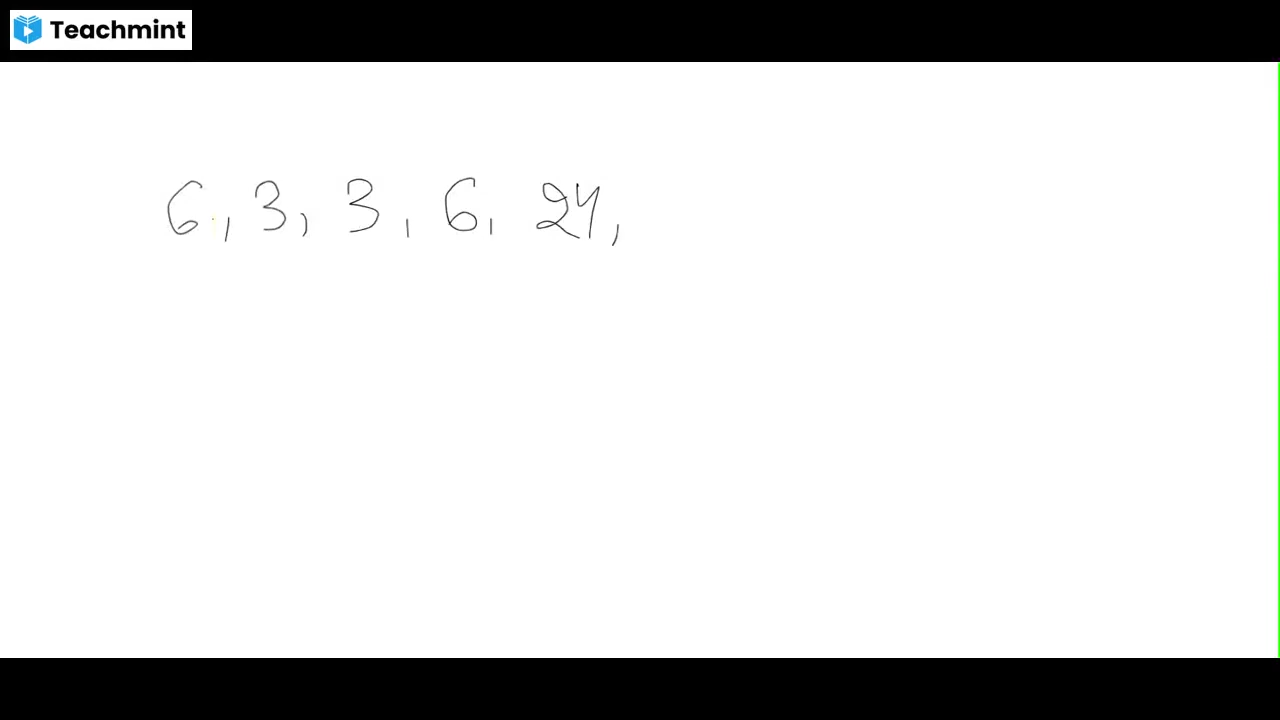 Teachmint
6, 3, 3, 6, 24,